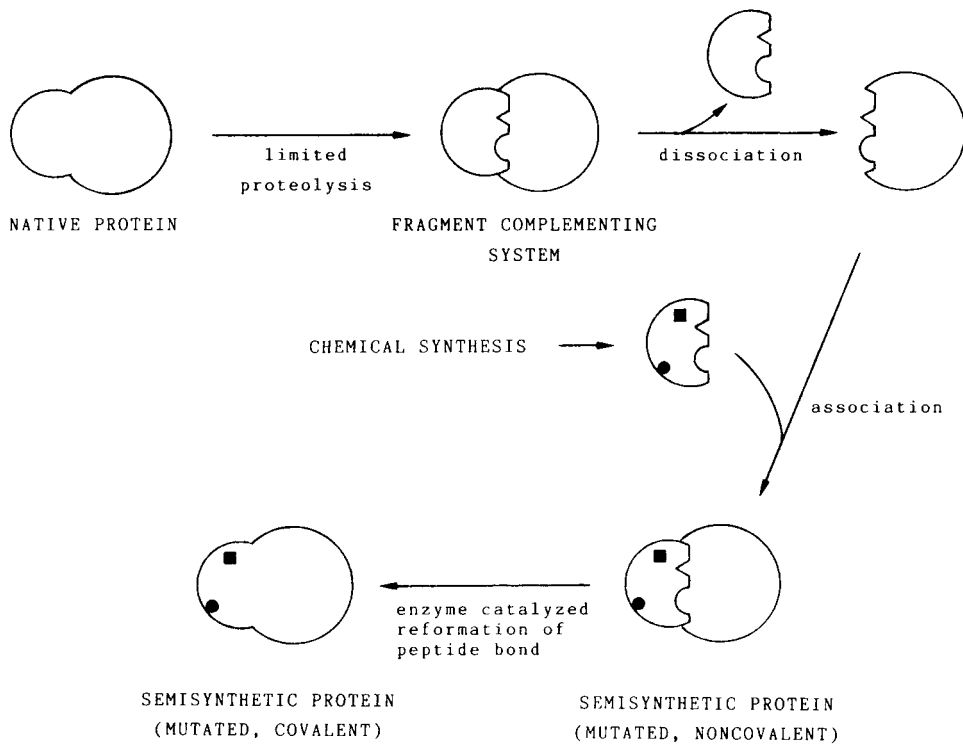 limited
proteolysis
dissociation
NATIVE PROTEIN
FRAGMENT COMPLEMENTING
SYSTEM
CHEMICAL SYNTHESIS
association
enzyme catalyzed
reformation of
peptide bond
SEMISYNTHETIC PROTEIN
(MUTATED, COVALENT)
SEMISYNTHETIC PROTEIN
(MUTATED, NONCOVALENT)